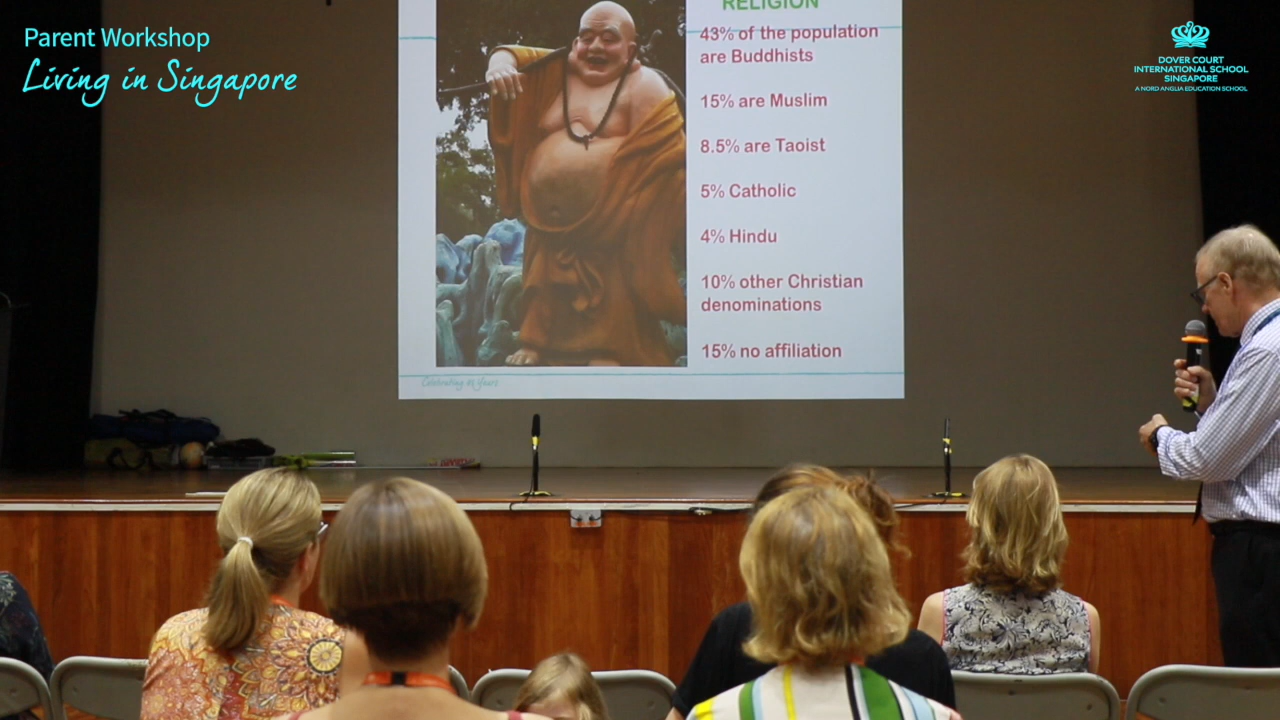 Parent Workshop
Living in Singapore
DOVER COURT
INTERNATIONAL SCHOOL
SINGAPORE
A NORD ANGLIA EDUCATION SCHOOL
RELIGION
43% of the population
are Buddhists
15% are Muslim
8.5% are Taoist
5% Catholic
4% Hindu
10% other Christian
denominations
15% no affiliation
Celebrating
Years